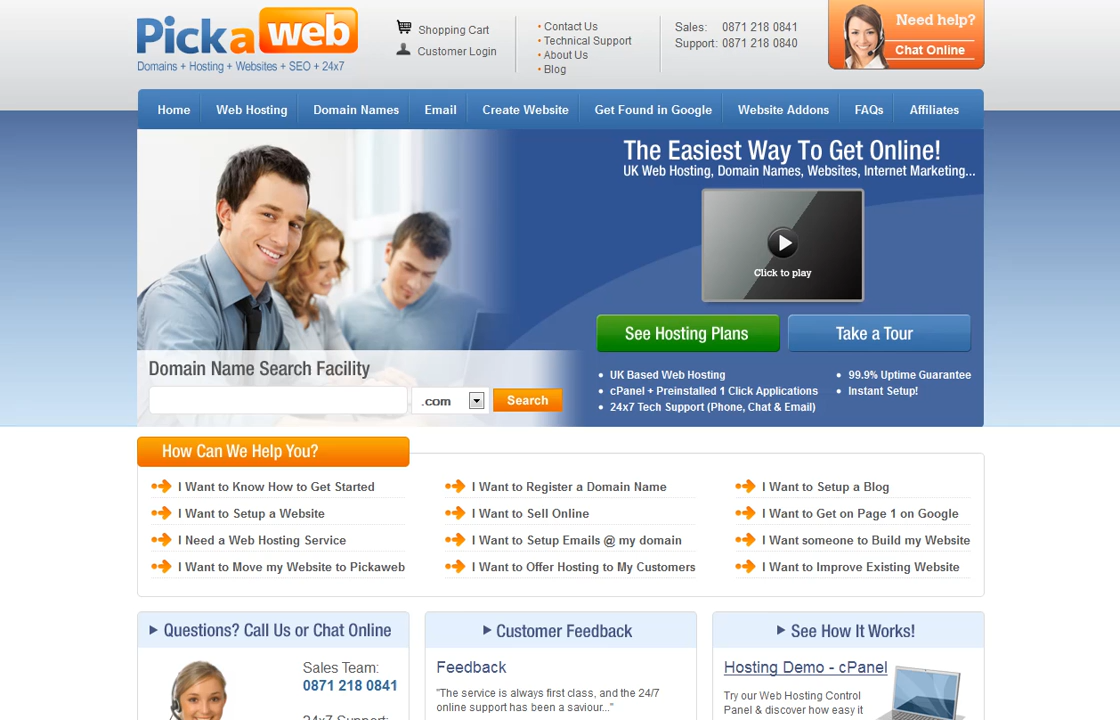 Pickaweb
Domains + Hosting + Websites + SEO + 24x7
Shopping Cart
Customer Login
Contact Us
Technical Support
About Us
Blog
Sales: 0871 218 0841
Support: 0871 218 0840
Need help?
Chat Online
Home Web Hosting Domain Names Email Create Website Get Found in Google Website Addons FAQs Affiliates
The Easiest Way To Get Online!
UK Web Hosting, Domain Names, Websites, Internet Marketing...
Click to play
See Hosting Plans Take a Tour
UK Based Web Hosting
cPanel + Preinstalled 1 Click Applications
24x7 Tech Support (Phone, Chat & Email)
99.9% Uptime Guarantee
Instant Setup!
Domain Name Search Facility
.com Search
How Can We Help You?
I Want to Know How to Get Started
I Want to Setup a Website
I Need a Web Hosting Service
I Want to Move my Website to Pickaweb
I Want to Register a Domain Name
I Want to Sell Online
I Want to Setup Emails @ my domain
I Want to Offer Hosting to My Customers
I Want to Setup a Blog
I Want to Get on Page 1 on Google
I Want someone to Build my Website
I Want to Improve Existing Website
Questions? Call Us or Chat Online
Sales Team:
0871 218 0841
24x7 Support:
Customer Feedback
Feedback
"The service is always first class, and the 24/7
online support has been a saviour..."
See How It Works!
Hosting Demo - cPanel
Try our Web Hosting Control
Panel & discover how easy it